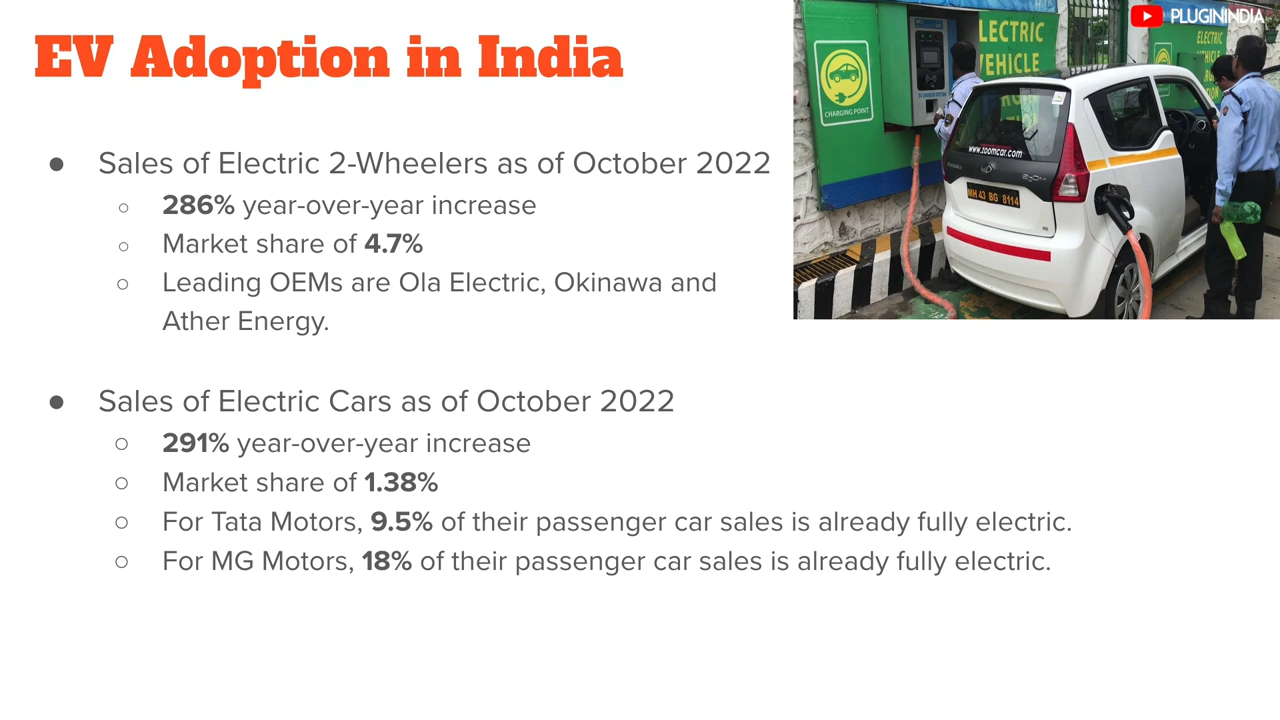 EV Adoption in India
● Sales of Electric 2-Wheelers as of October 2022
○ 286% year-over-year increase
○ Market share of 4.7%
○ Leading OEMs are Ola Electric, Okinawa and
Ather Energy.
● Sales of Electric Cars as of October 2022
○ 291% year-over-year increase
○ Market share of 1.38%
○ For Tata Motors, 9.5% of their passenger car sales is already fully electric.
○ For MG Motors, 18% of their passenger car sales is already fully electric.
PLUGININDIA
LECTRIC
VEHICLE
CHARGING POINT
ELECTRIC
VEHICLE
www.zoomcar.com
MH 43 BG 8114